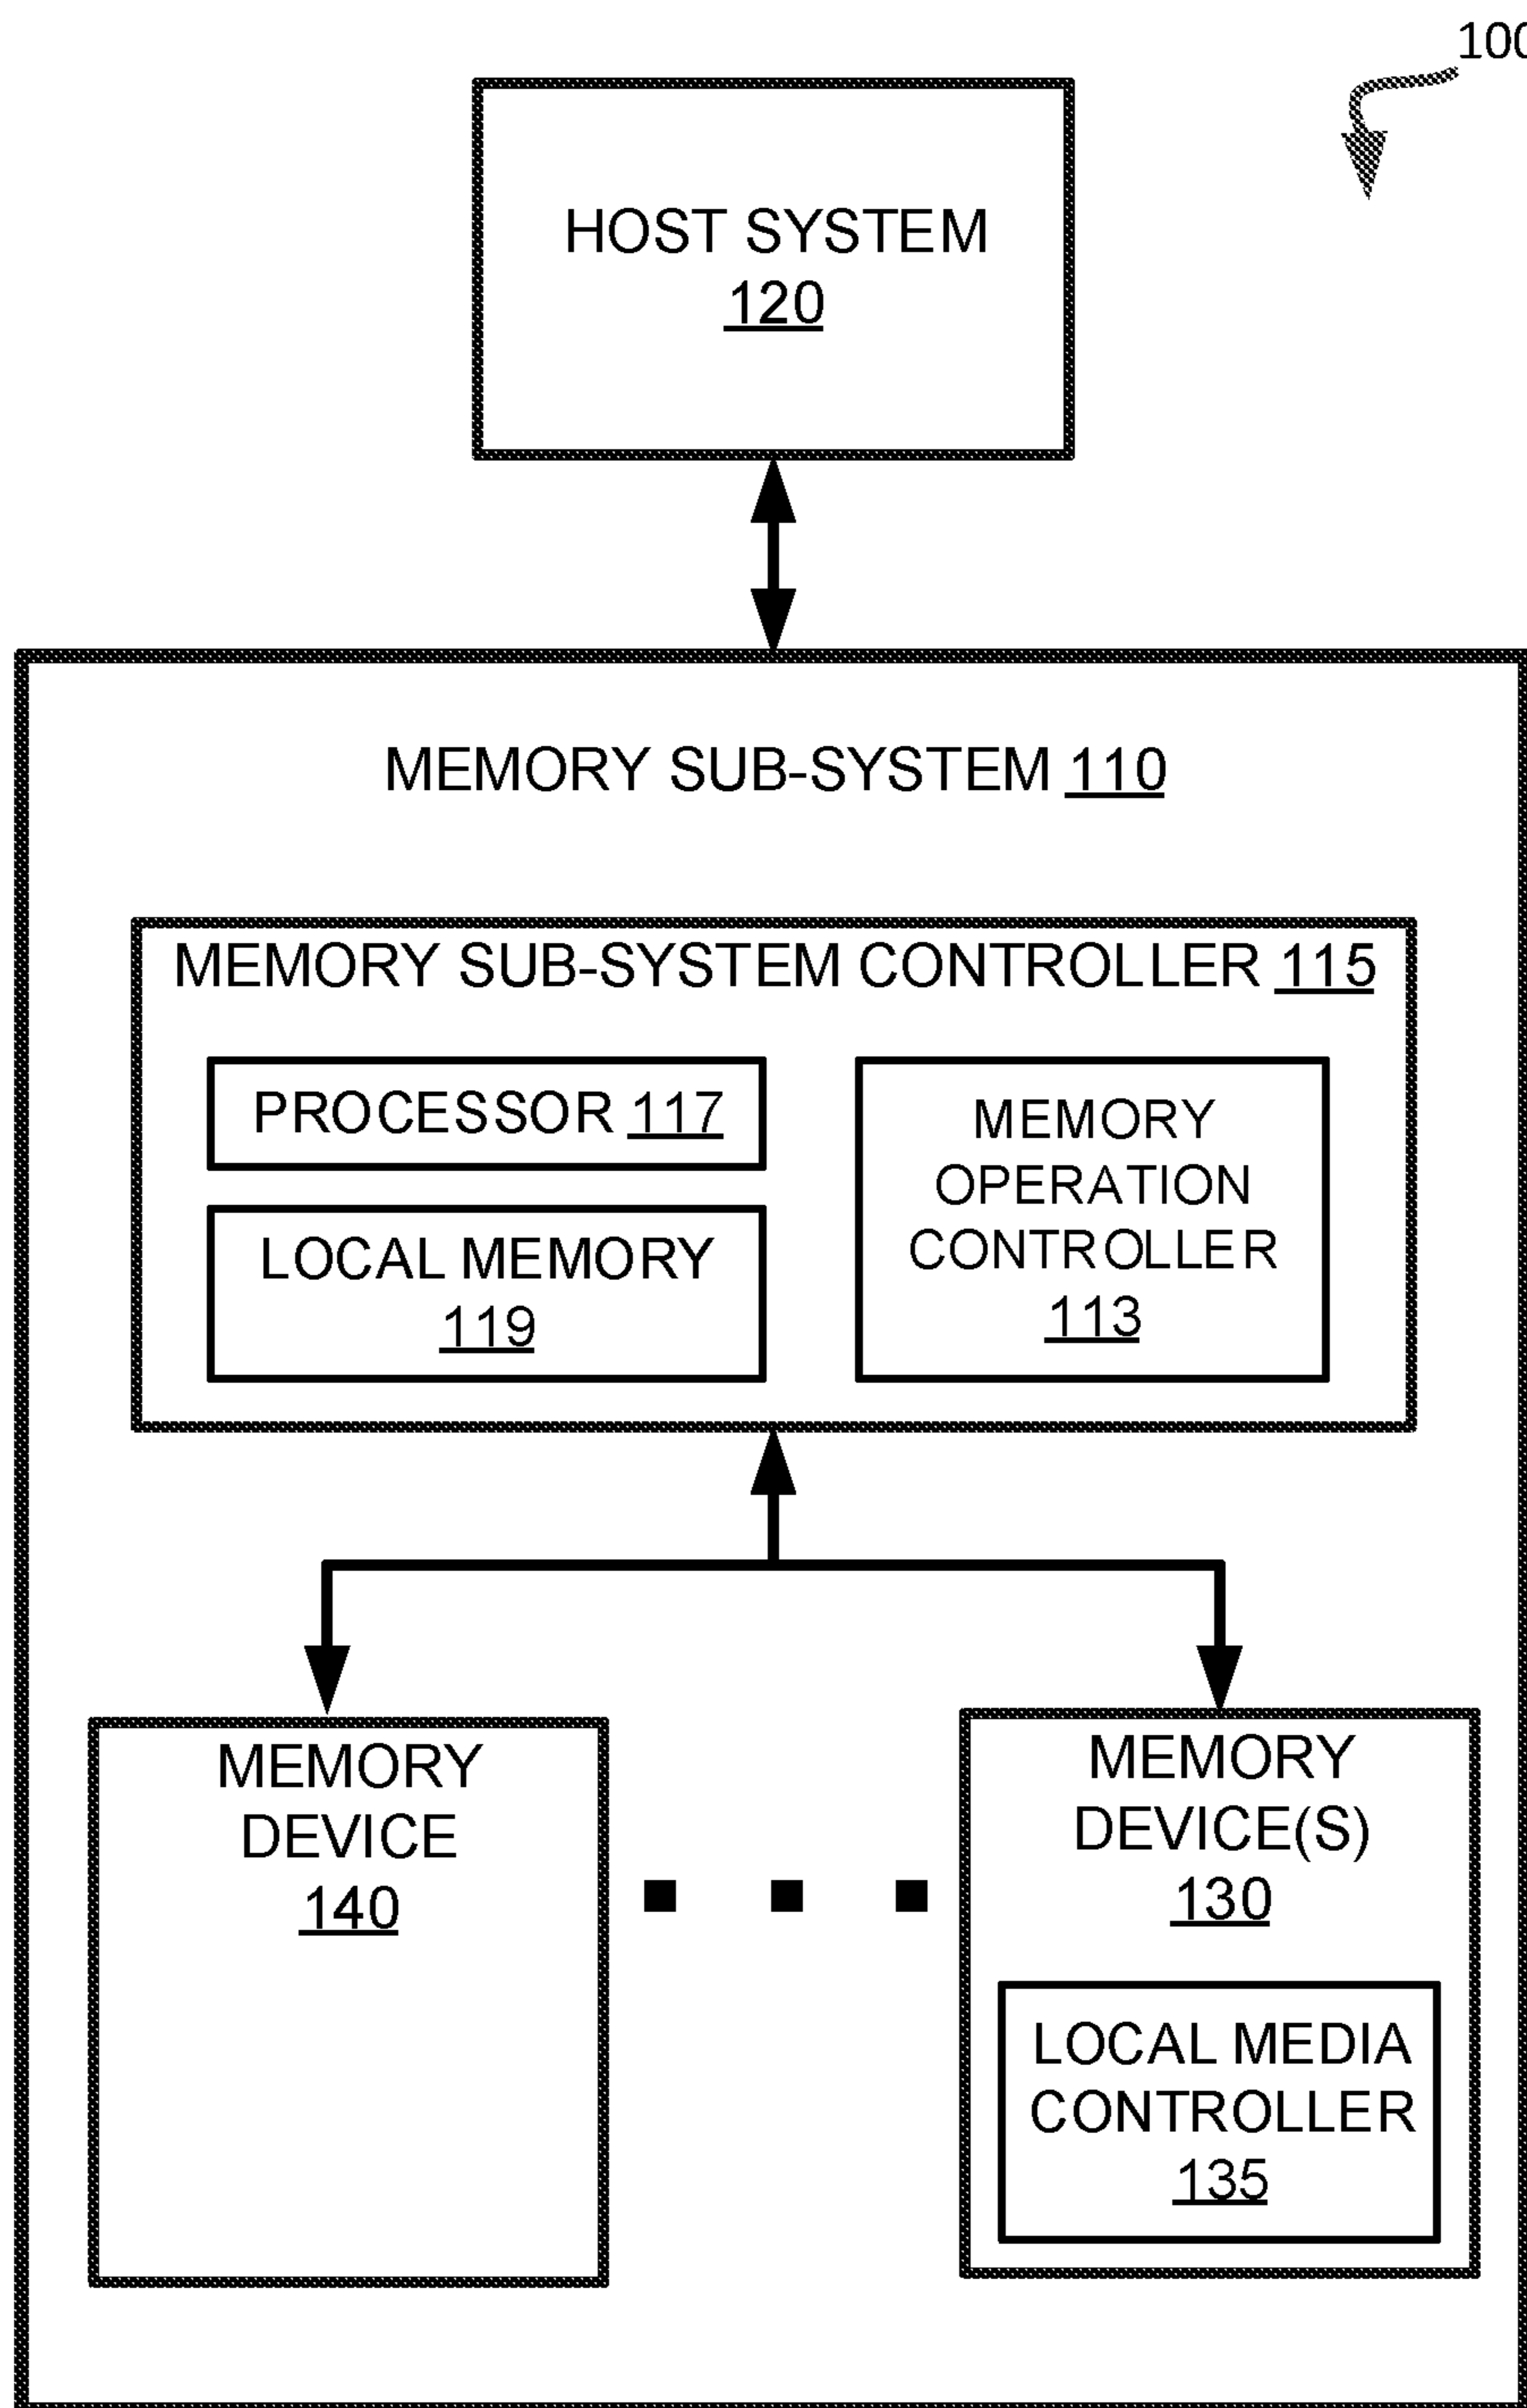 100
HOST SYSTEM
120
MEMORY SUB-SYSTEM 110
MEMORY SUB-SYSTEM CONTROLLER 115
PROCESSOR 117
LOCAL MEMORY
119
MEMORY
OPERATION
CONTROLLER
113
MEMORY
DEVICE
140
MEMORY
DEVICE(S)
130
LOCAL MEDIA
CONTROLLER
135